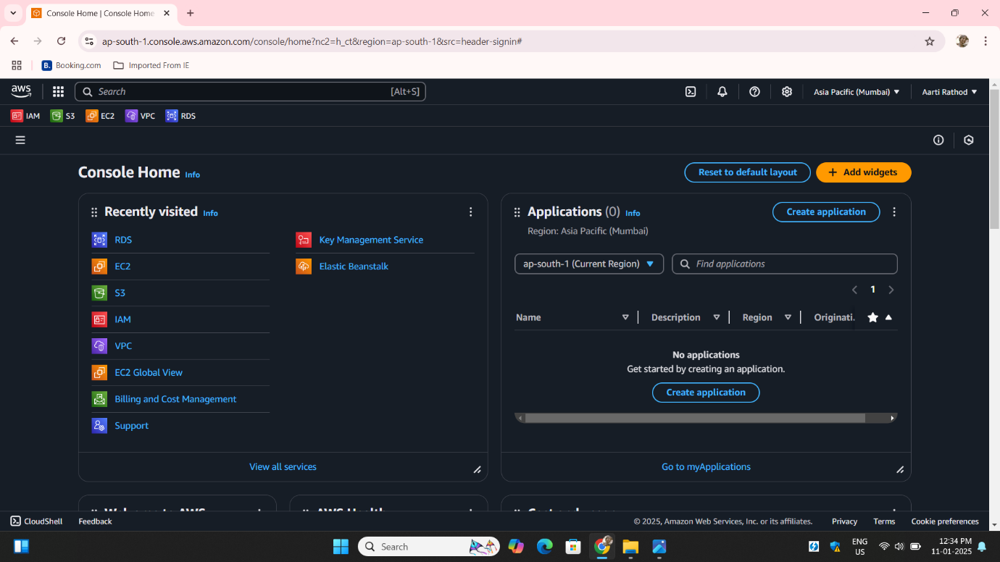 Console Home | Console Home
ap-south-1.console.aws.amazon.com/console/home?nc2=h_ct&region=ap-south-1&src=header-signin#
B. Booking.com Imported From IE
aws Search [Alt+S] Asia Pacific (Mumbai) Aarti Rathod
IAM S3 EC2 VPC RDS
Console Home Info Reset to default layout + Add widgets
Recently visited Info
RDS
EC2
S3
IAM
VPC
EC2 Global View
Billing and Cost Management
Support
Key Management Service
Elastic Beanstalk
View all services
Applications (0) Info Create application
Region: Asia Pacific (Mumbai)
ap-south-1 (Current Region) Find applications
1
Name Description Region Originati.
No applications
Get started by creating an application.
Create application
Go to myApplications
Welcome to AWS AWS Health
CloudShell Feedback © 2025, Amazon Web Services, Inc. or its affiliates. Privacy Terms Cookie preferences
Search ENG US 12:34 PM
11-01-2025